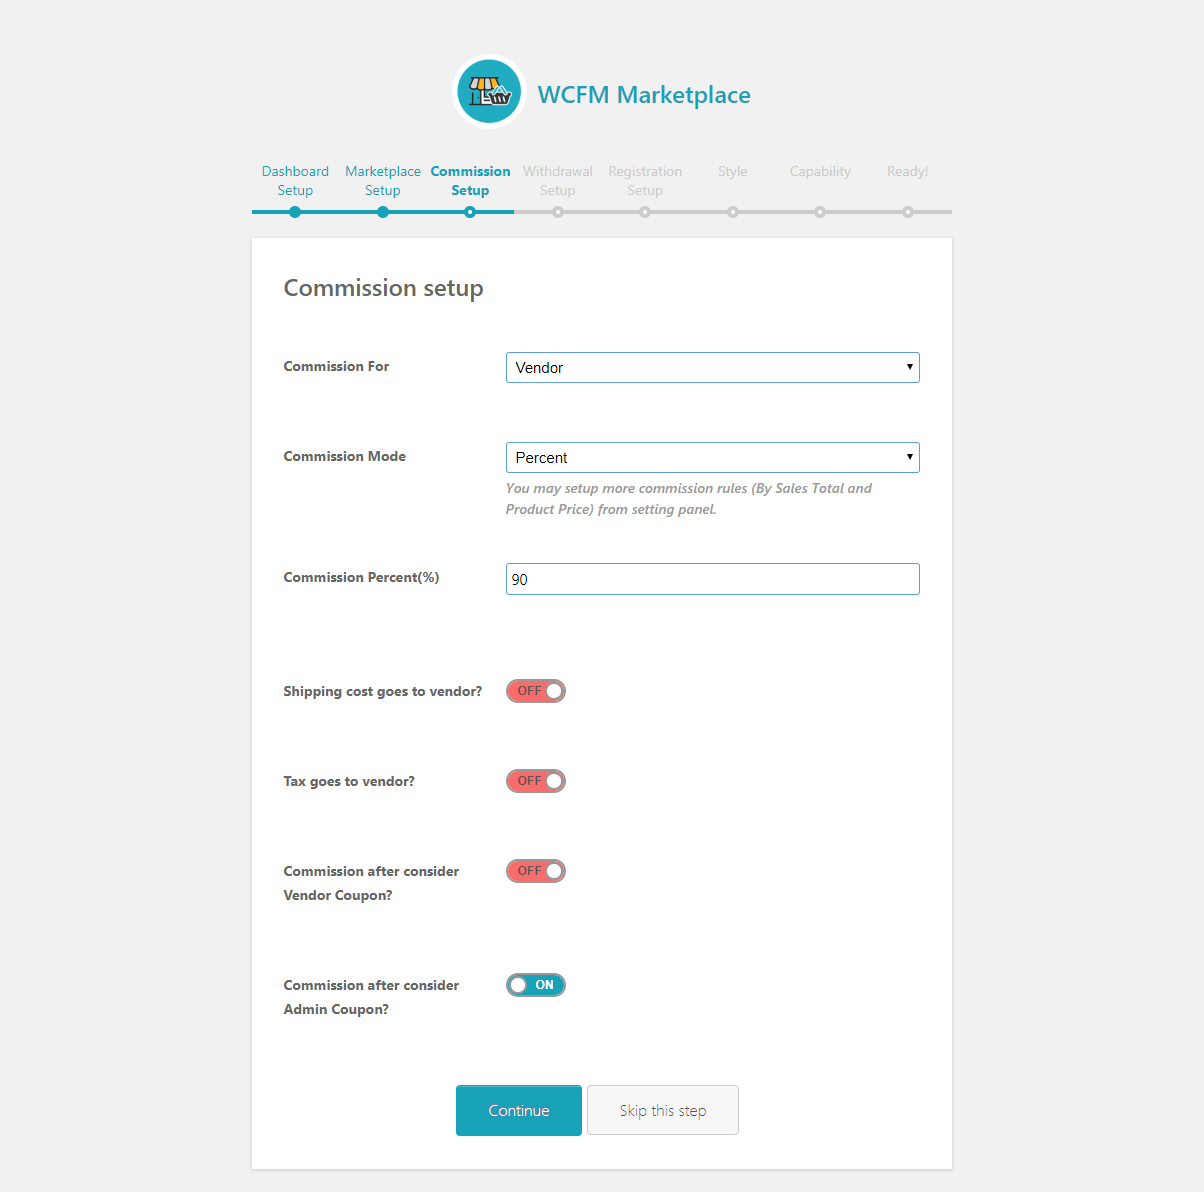 WCFM Marketplace
Dashboard Setup
Marketplace Setup
Commission Setup
Withdrawal Setup
Registration Setup
Style
Capability
Ready!
Commission setup
Commission For
Vendor
Commission Mode
Percent
You may setup more commission rules (By Sales Total and
Product Price) from setting panel.
Commission Percent(%)
90
Shipping cost goes to vendor?
OFF
Tax goes to vendor?
OFF
Commission after consider
Vendor Coupon?
OFF
Commission after consider
Admin Coupon?
ON
Continue
Skip this step